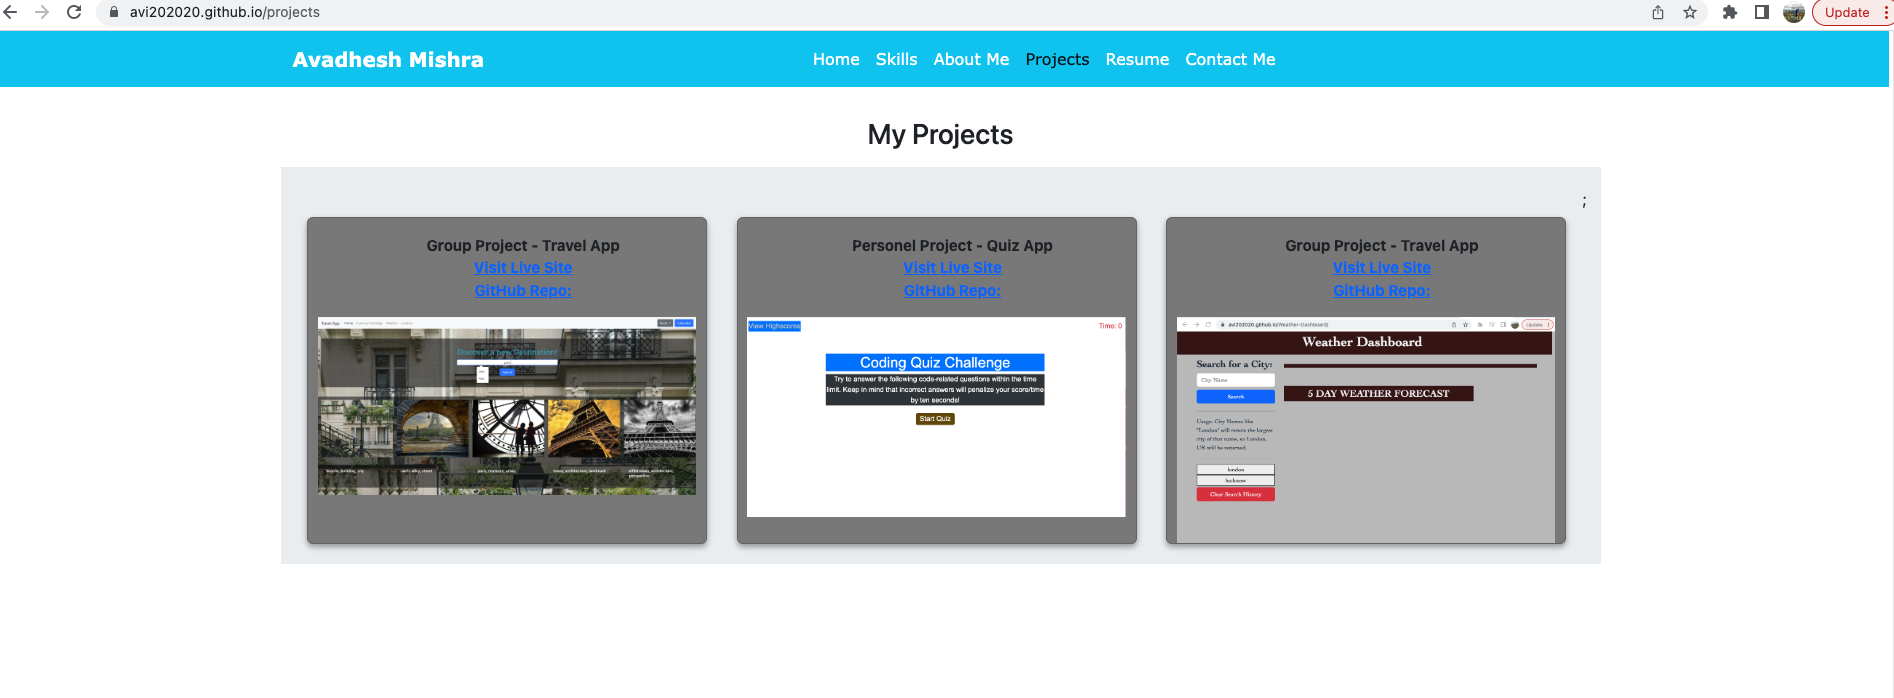 avi202020.github.io/projects
Update
Avadhesh Mishra
Home Skills About Me Projects Resume Contact Me
My Projects
;
Group Project - Travel App
Visit Live Site
GitHub Repo:
Discover a new Destination!
Personel Project - Quiz App
Visit Live Site
GitHub Repo:
View Highscores
Time: 0
Coding Quiz Challenge
Try to answer the following code-related questions within the time
limit. Keep in mind that incorrect answers will penalize your score/time
by ten seconds!
Start Quiz
Group Project - Travel App
Visit Live Site
GitHub Repo:
avi202020.github.io/Weather-Dashboard/
Update
Weather Dashboard
Search for a City:
City Name
Search
5 DAY WEATHER FORECAST
Usage: City Names like
"London" will return the largest
city of that name, so London,
UK will be returned.
london
lucknow
Clear Search History